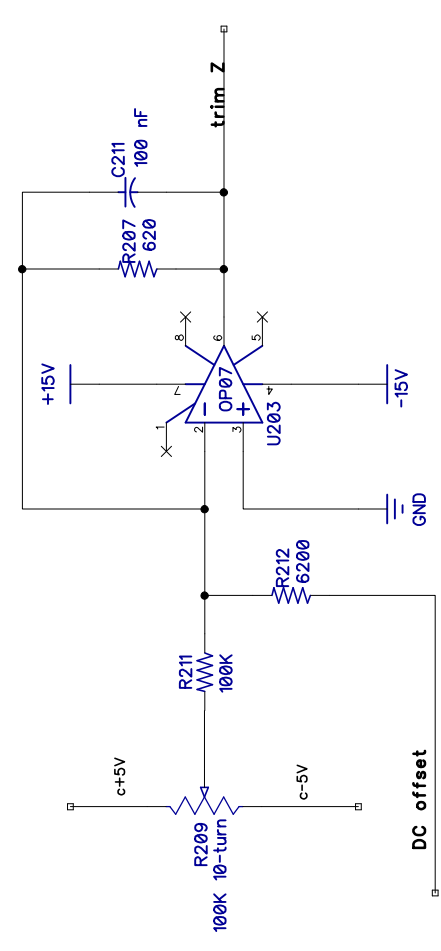 trim Z
C211
100 nF
R207
620
+15V
8
6
5
7
4
1
OP07
-
+
2
3
U203
-15V
GND
R212
6200
R211
100K
c+5V
c-5V
R209
100K 10-turn
DC offset